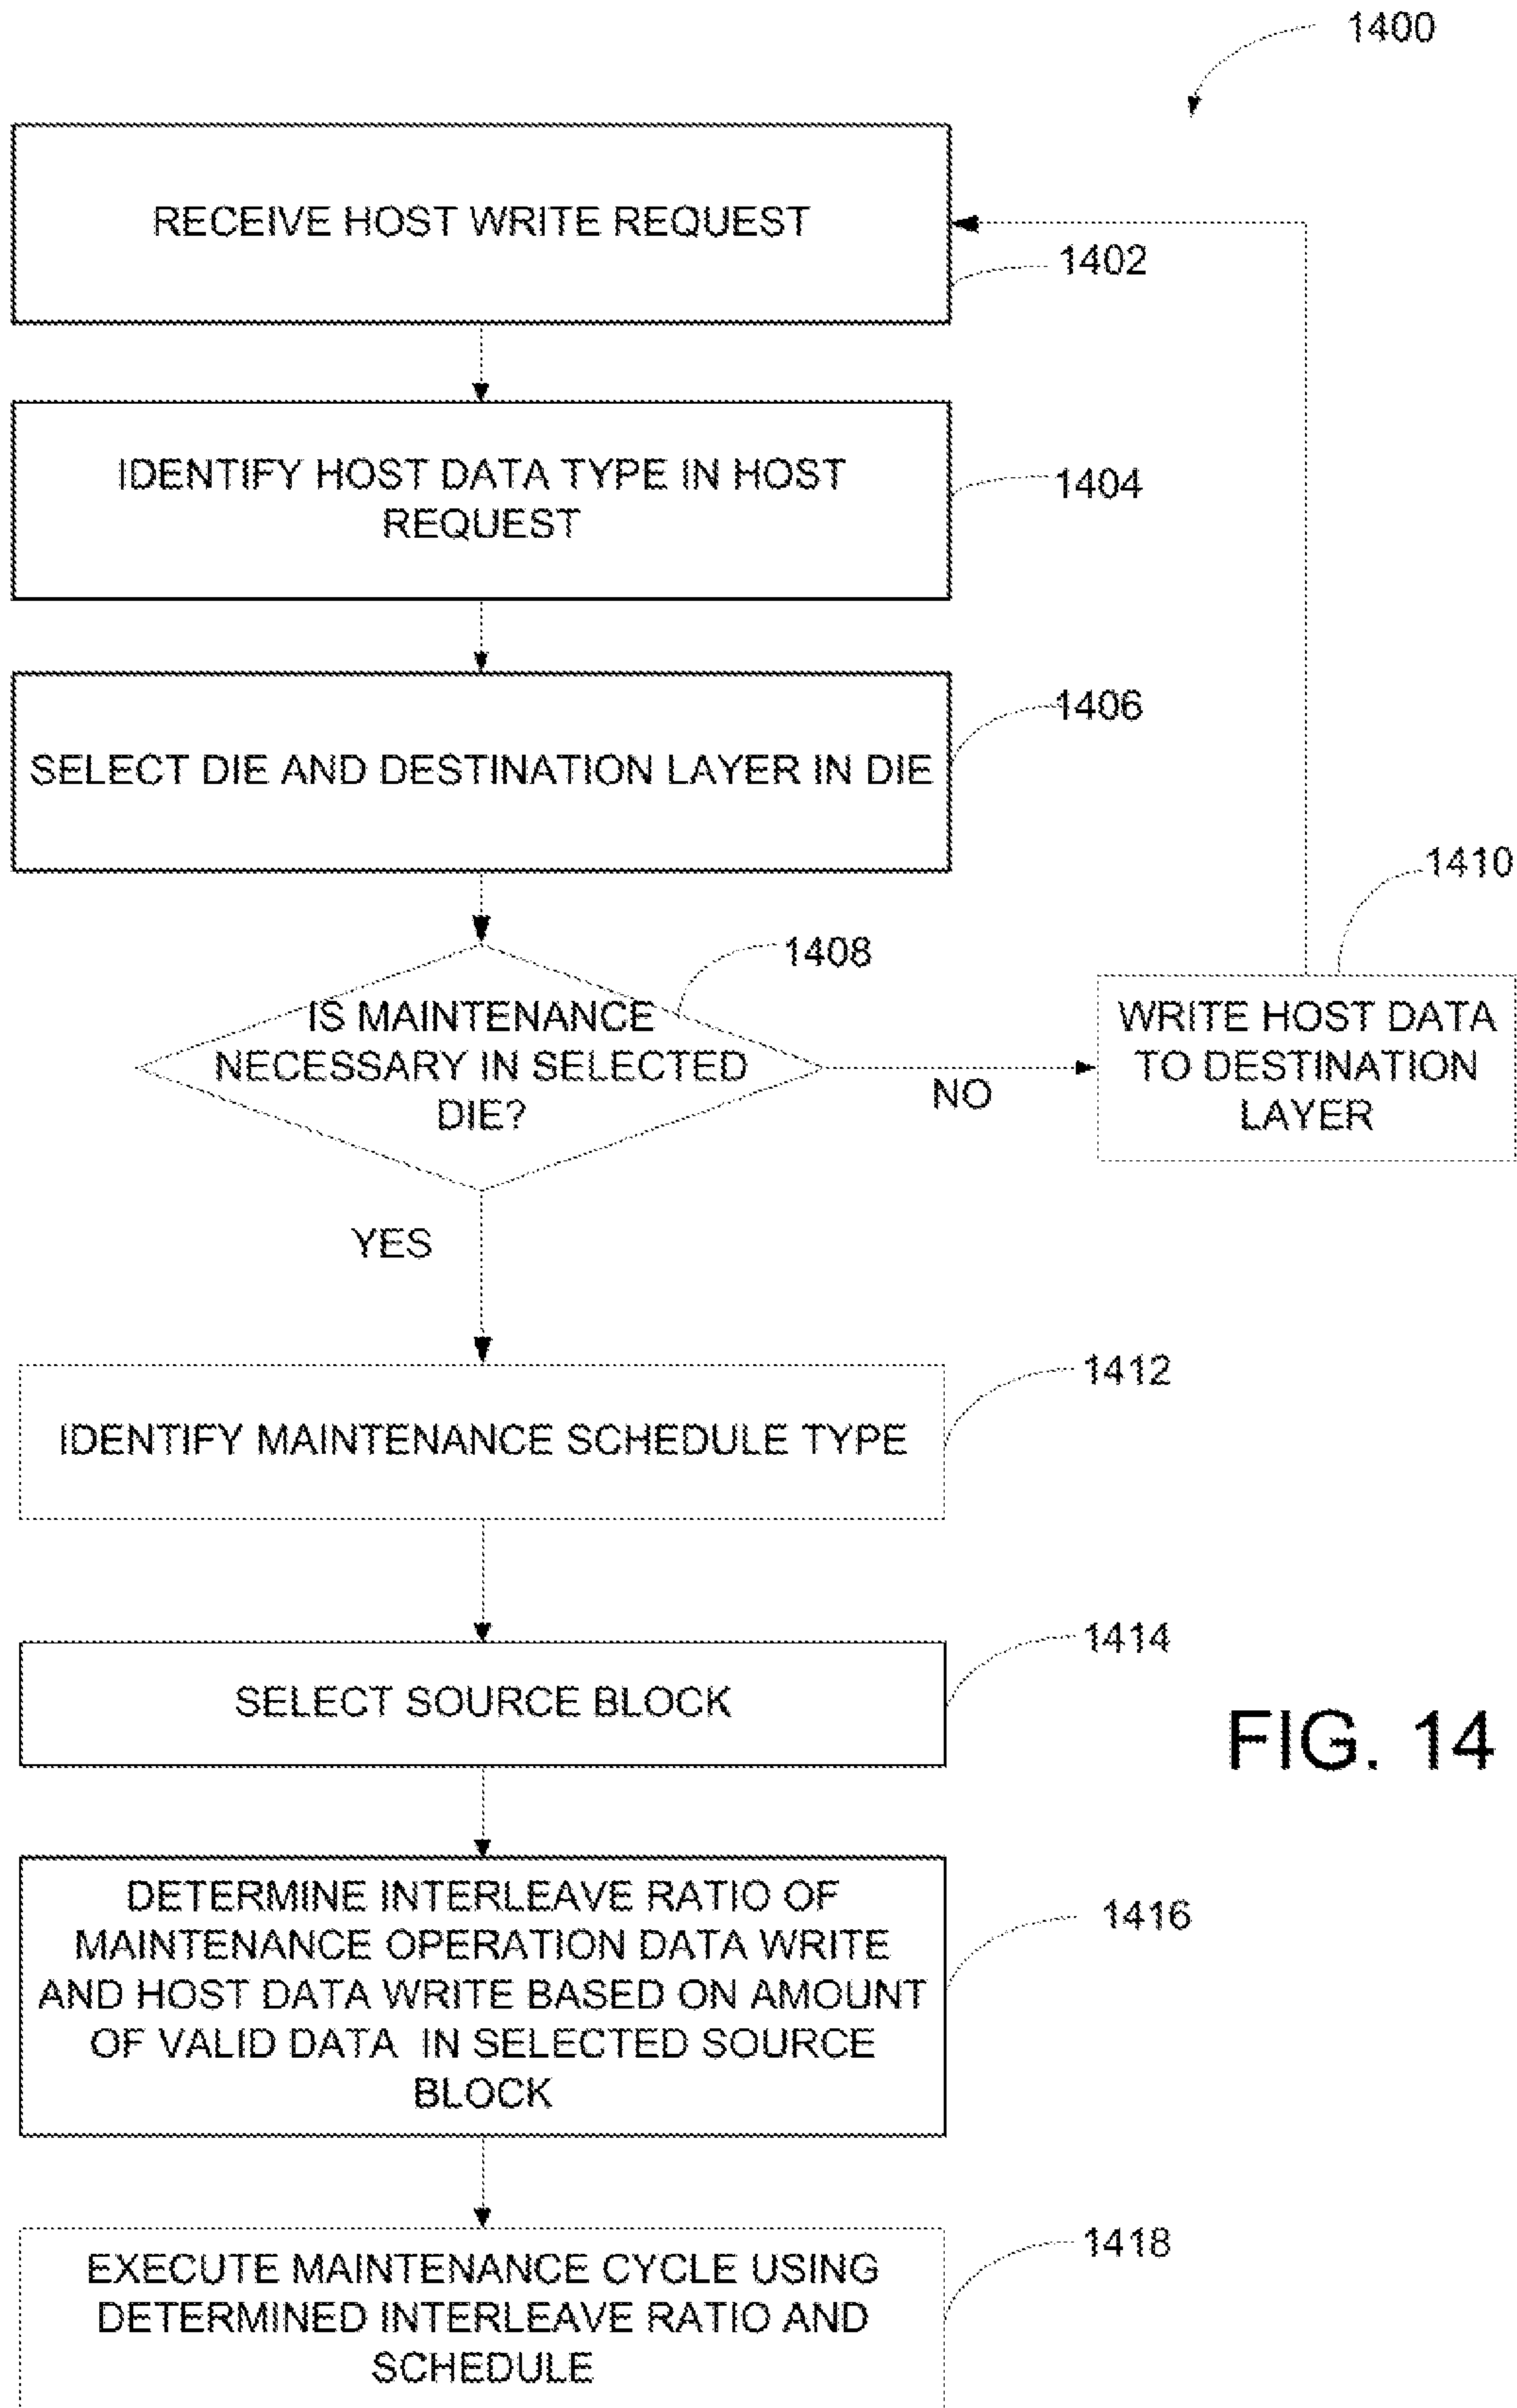 1400
RECEIVE HOST WRITE REQUEST
1402
IDENTIFY HOST DATA TYPE IN HOST
REQUEST
1404
SELECT DIE AND DESTINATION LAYER IN DIE
1406
IS MAINTENANCE
NECESSARY IN SELECTED
DIE?
1408
NO
1410
WRITE HOST DATA
TO DESTINATION
LAYER
YES
IDENTIFY MAINTENANCE SCHEDULE TYPE
1412
SELECT SOURCE BLOCK
1414
FIG. 14
DETERMINE INTERLEAVE RATIO OF
MAINTENANCE OPERATION DATA WRITE
AND HOST DATA WRITE BASED ON AMOUNT
OF VALID DATA IN SELECTED SOURCE
BLOCK
1416
EXECUTE MAINTENANCE CYCLE USING
DETERMINED INTERLEAVE RATIO AND
SCHEDULE
1418